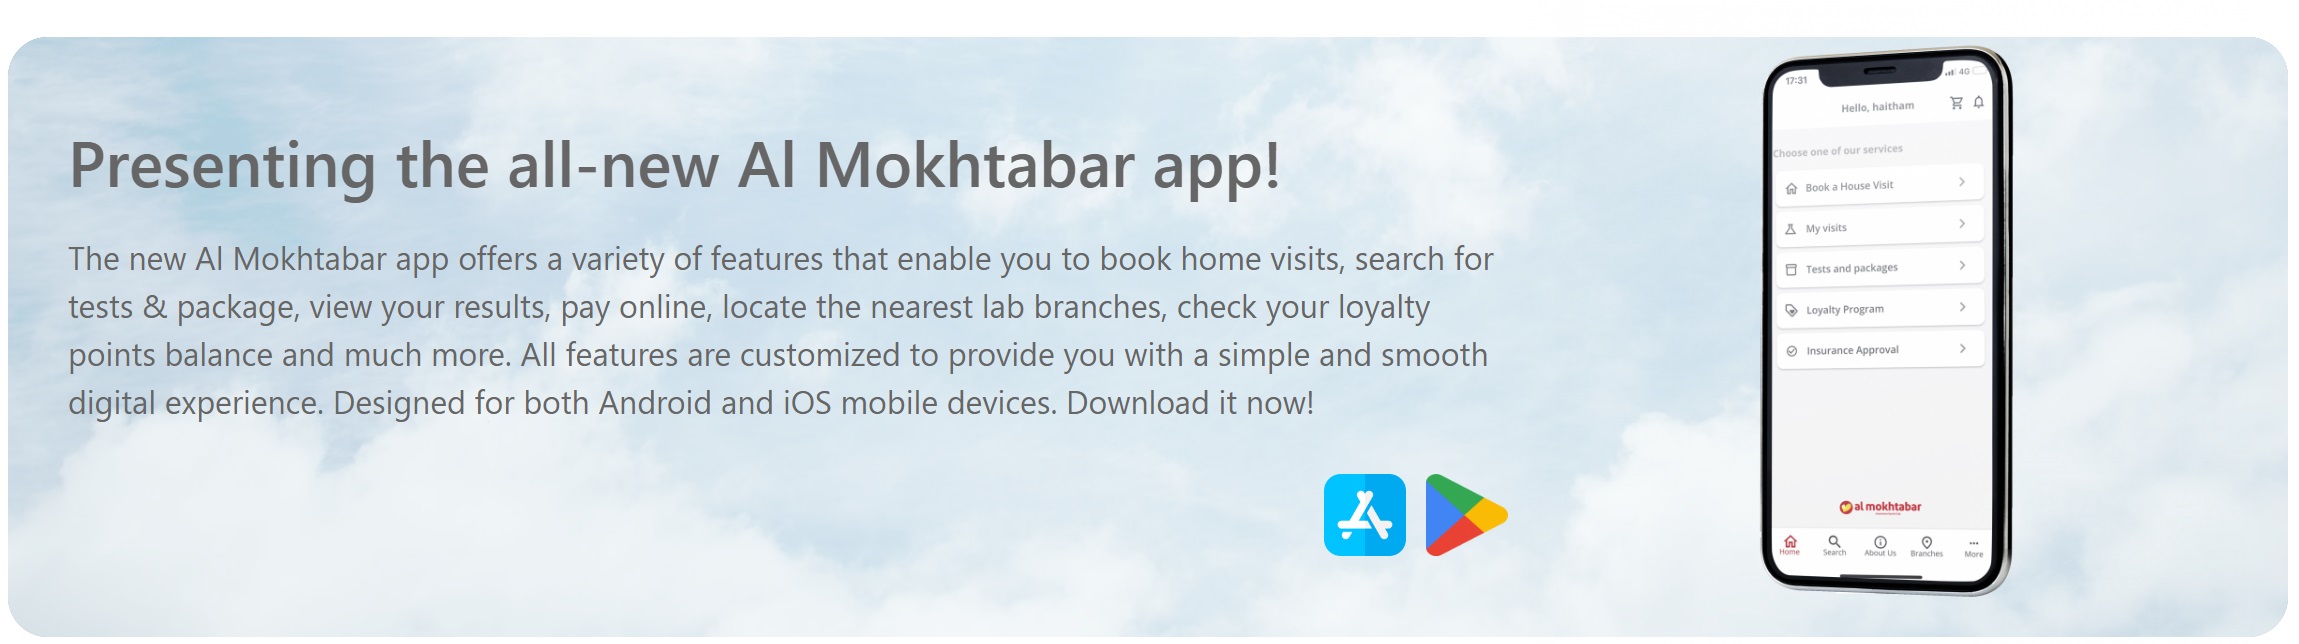 Presenting the all-new Al Mokhtabar app!
The new Al Mokhtabar app offers a variety of features that enable you to book home visits, search for
tests & package, view your results, pay online, locate the nearest lab branches, check your loyalty
points balance and much more. All features are customized to provide you with a simple and smooth
digital experience. Designed for both Android and iOS mobile devices. Download it now!
17:31
4G
Hello, haitham
Choose one of our services
Book a House Visit
My visits
Tests and packages
Loyalty Program
Insurance Approval
al mokhtabar
Home Search About Us Branches More